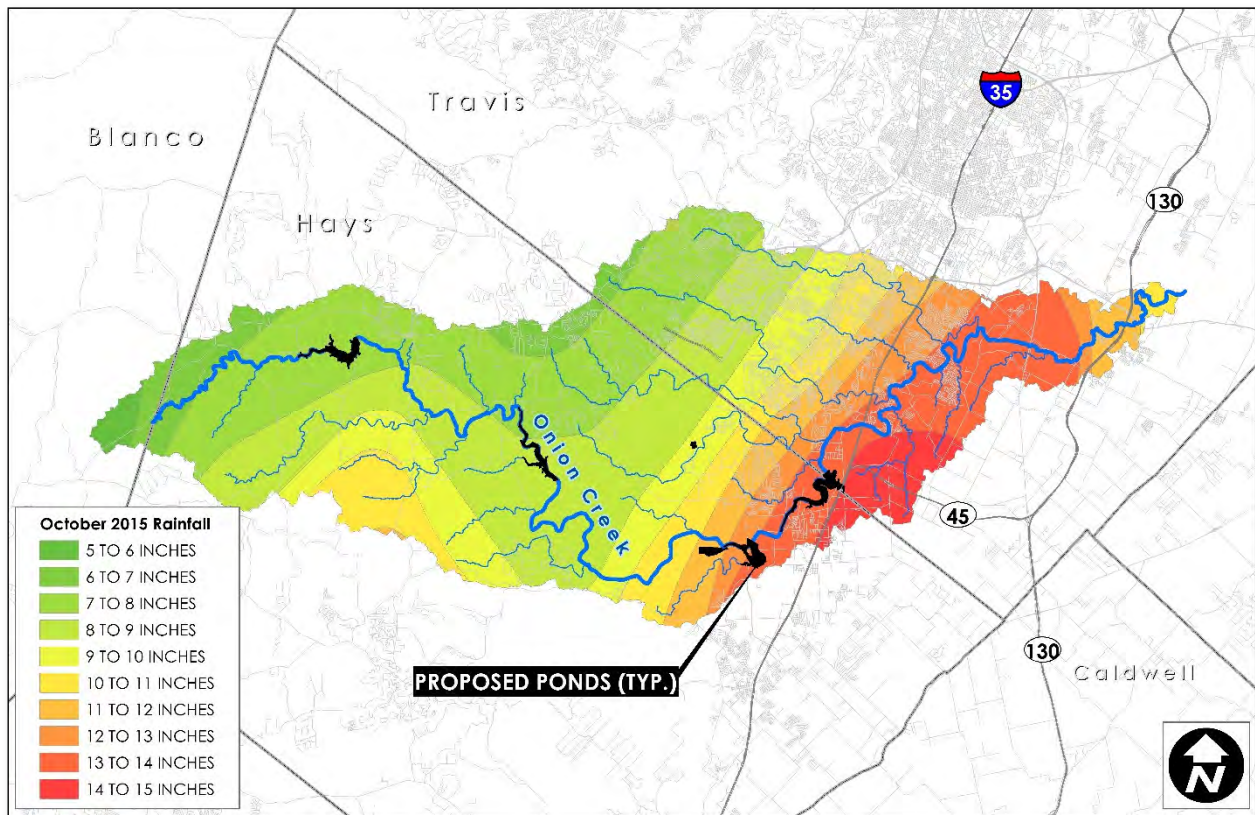 Travis
35
Blanco
130
Hays
Onion Creek
October 2015 Rainfall
5 TO 6 INCHES
6 TO 7 INCHES
7 TO 8 INCHES
8 TO 9 INCHES
9 TO 10 INCHES
10 TO 11 INCHES
11 TO 12 INCHES
12 TO 13 INCHES
13 TO 14 INCHES
14 TO 15 INCHES
45
130
PROPOSED PONDS (TYP.)
Caldwell
N